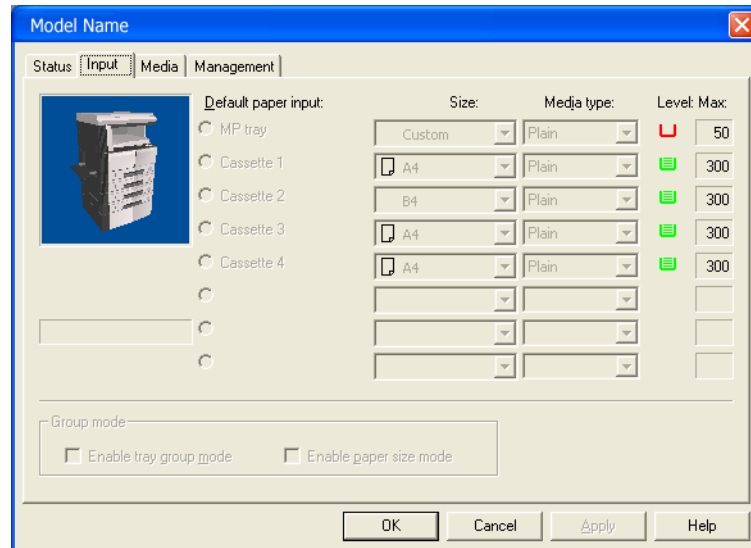 Model Name
Status Input Media Management
Default paper input: Size: Media type: Level: Max:
MP tray Custom Plain 50
Cassette 1 A4 Plain 300
Cassette 2 B4 Plain 300
Cassette 3 A4 Plain 300
Cassette 4 A4 Plain 300
Group mode
Enable tray group mode Enable paper size mode
OK Cancel Apply Help